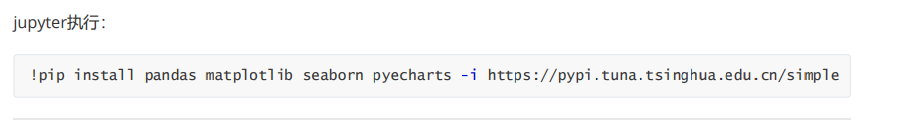 jupyter执行：
!pip install pandas matplotlib seaborn pyecharts -i https://pypi.tuna.tsinghua.edu.cn/simple